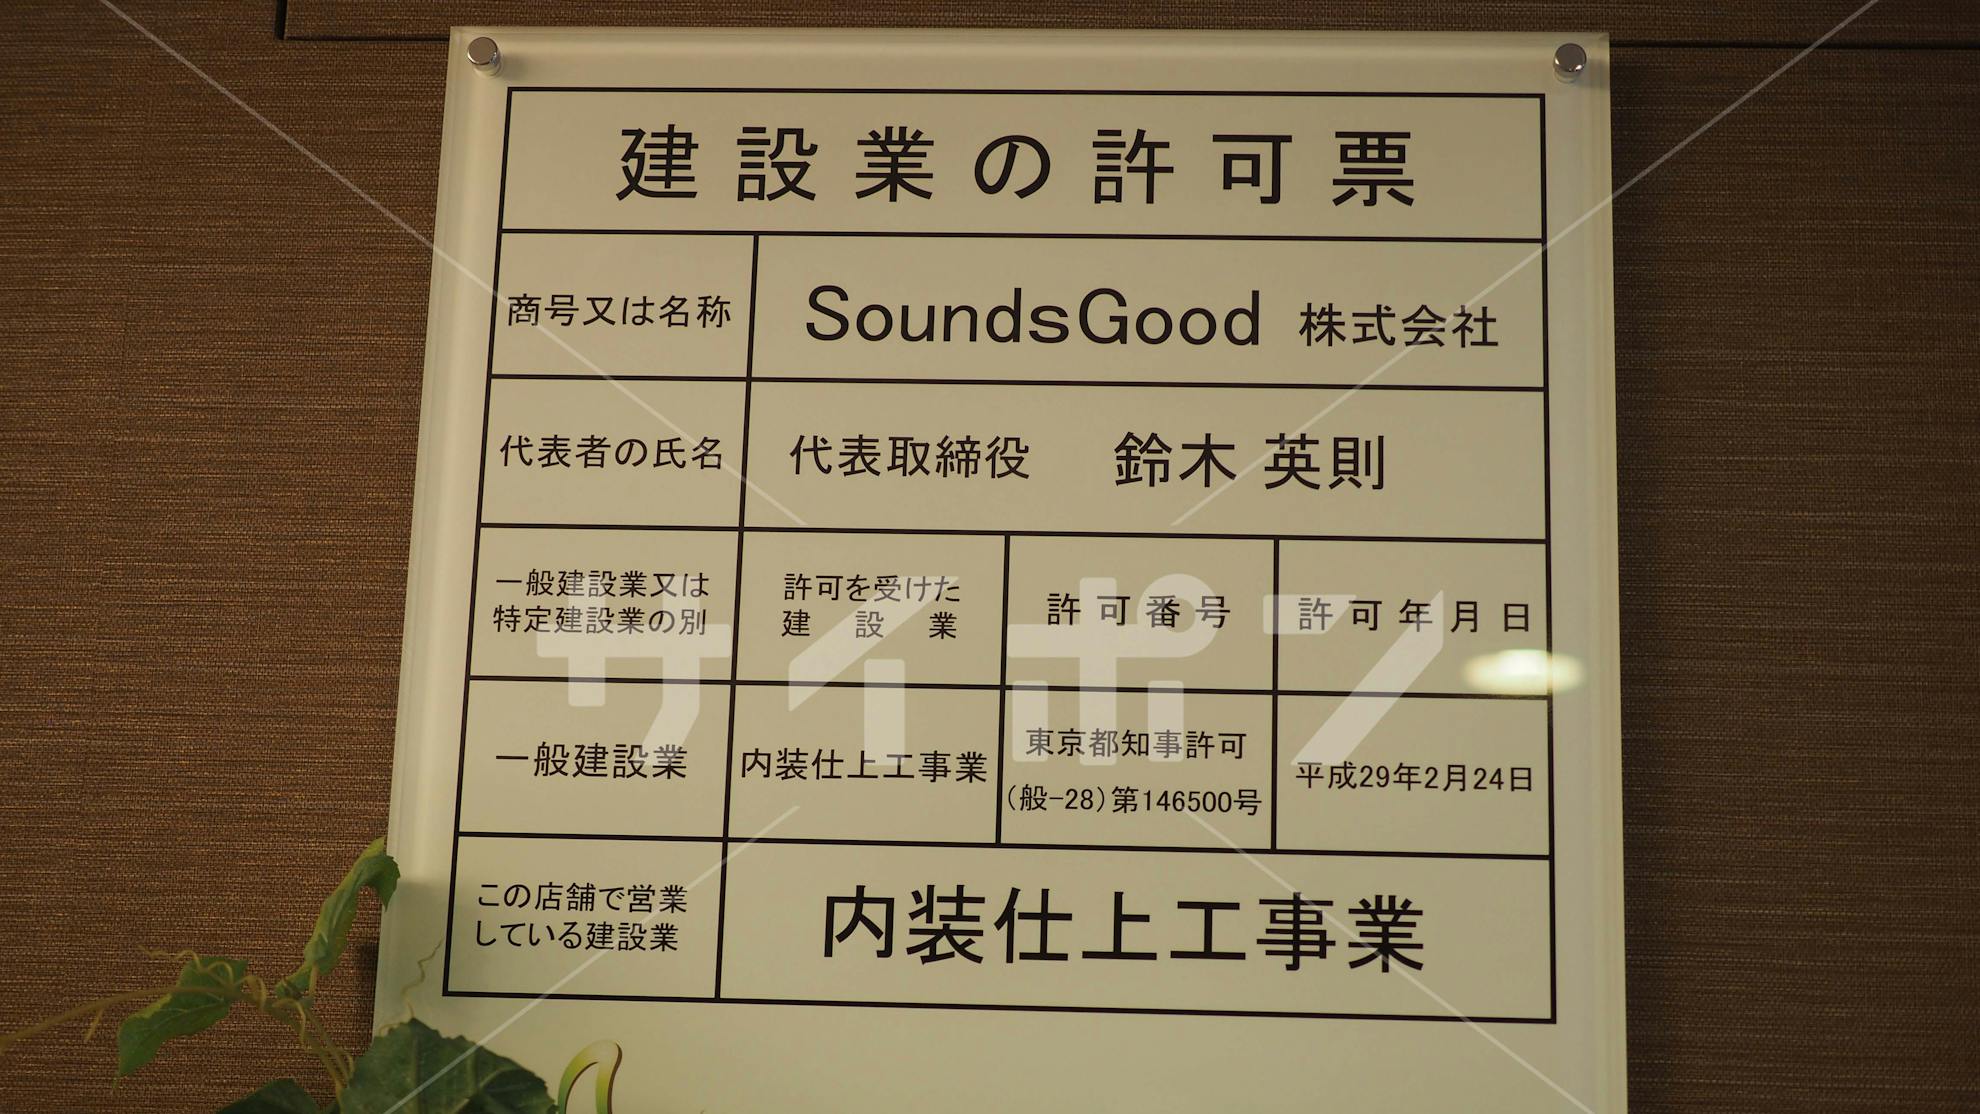 建設業の許可票
商号又は名称
SoundsGood 株式会社
代表者の氏名
代表取締役 鈴木 英則
一般建設業又は
特定建設業の別
許可を受けた
建設業
許可番号
許可年月日
一般建設業
内装仕上工事業
東京都知事許可
(般-28)第146500号
平成29年2月24日
この店舗で営業
している建設業
内装仕上工事業
サイポン